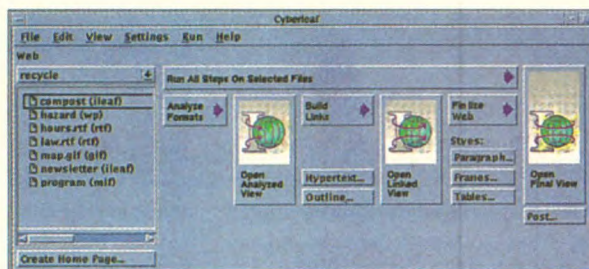 Cyberleaf
File Edit View Settings Run Help
Web
recycle
Run All Steps On Selected Files
compost (ileaf)
hazard (wp)
hours.rtf (rtf)
law.rtf (rtf)
map.gif (gif)
newsletter (ileaf)
program (mif)
Create Home Page...
Analyze
Formats
Open
Analyzed
View
Build
Links
Hypertext...
Outline...
Open
Linked
View
Web
Styes:
Paragraph...
Frames...
Tables...
Open
Final View
Post...